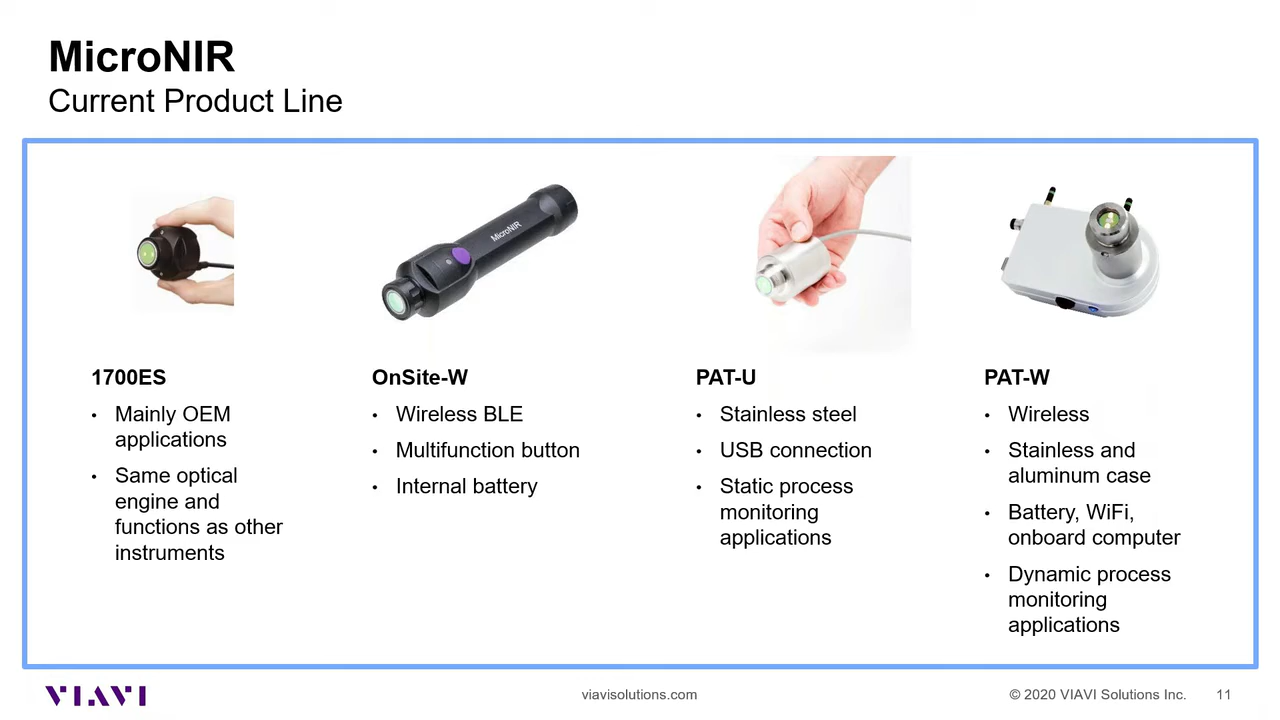 MicroNIR
Current Product Line
MicroNIR
1700ES
• Mainly OEM
applications
• Same optical
engine and
functions as other
instruments
OnSite-W
• Wireless BLE
• Multifunction button
• Internal battery
PAT-U
• Stainless steel
• USB connection
• Static process
monitoring
applications
PAT-W
• Wireless
• Stainless and
aluminum case
• Battery, WiFi,
onboard computer
• Dynamic process
monitoring
applications
VIAVI
viavisolutions.com
© 2020 VIAVI Solutions Inc.
11